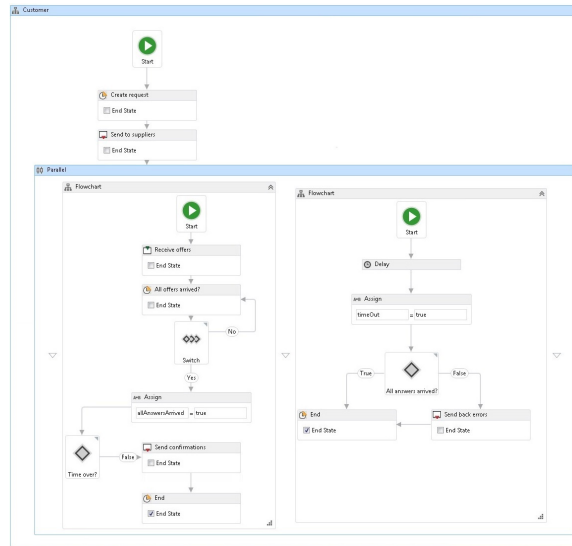 Customer
Start
Create request
End State
Send to suppliers
End State
Parallel
Flowchart
Start
Receive offers
End State
All offers arrived?
End State
No
Switch
Yes
A+B Assign
allAnswersArrived = true
Time over?
False
Send confirmations
End State
End
End State
Flowchart
Start
Delay
A+B Assign
timeOut = true
True
False
All answers arrived?
End
End State
Send back errors
End State